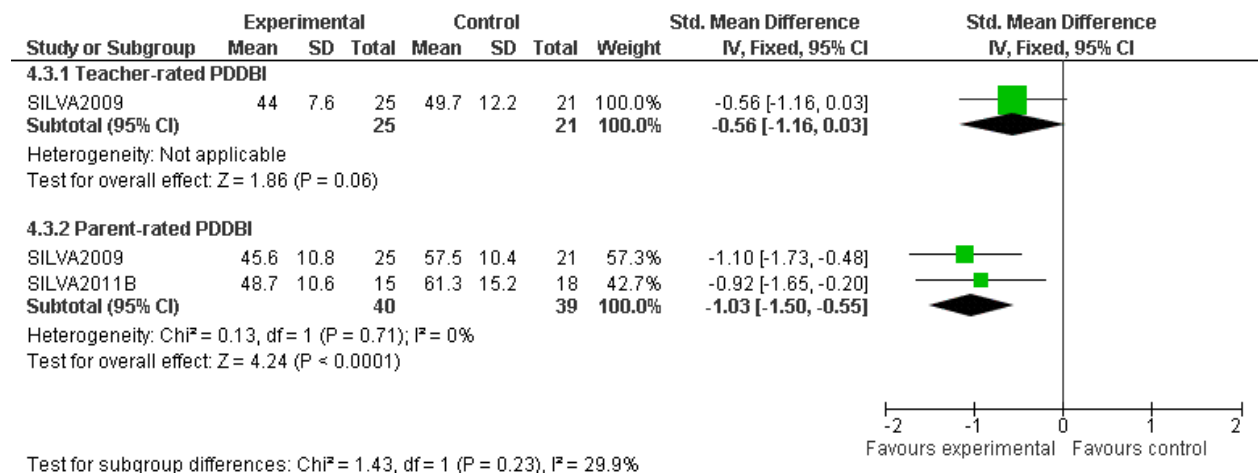 Experimental Control Std. Mean Difference Std. Mean Difference
Study or Subgroup Mean SD Total Mean SD Total Weight IV, Fixed, 95% CI IV, Fixed, 95% CI
4.3.1 Teacher-rated PDDBI
SILVA2009 44 7.6 25 49.7 12.2 21 100.0% -0.56 [-1.16, 0.03]
Subtotal (95% CI) 25 21 100.0% -0.56 [-1.16, 0.03]
Heterogeneity: Not applicable
Test for overall effect: Z = 1.86 (P = 0.06)
4.3.2 Parent-rated PDDBI
SILVA2009 45.6 10.8 25 57.5 10.4 21 57.3% -1.10 [-1.73, -0.48]
SILVA2011B 48.7 10.6 15 61.3 15.2 18 42.7% -0.92 [-1.65, -0.20]
Subtotal (95% CI) 40 39 100.0% -1.03 [-1.50, -0.55]
Heterogeneity: Chi² = 0.13, df = 1 (P = 0.71); I² = 0%
Test for overall effect: Z = 4.24 (P < 0.0001)
-2 -1 0 1 2
Favours experimental Favours control
Test for subgroup differences: Chi² = 1.43, df = 1 (P = 0.23), I² = 29.9%